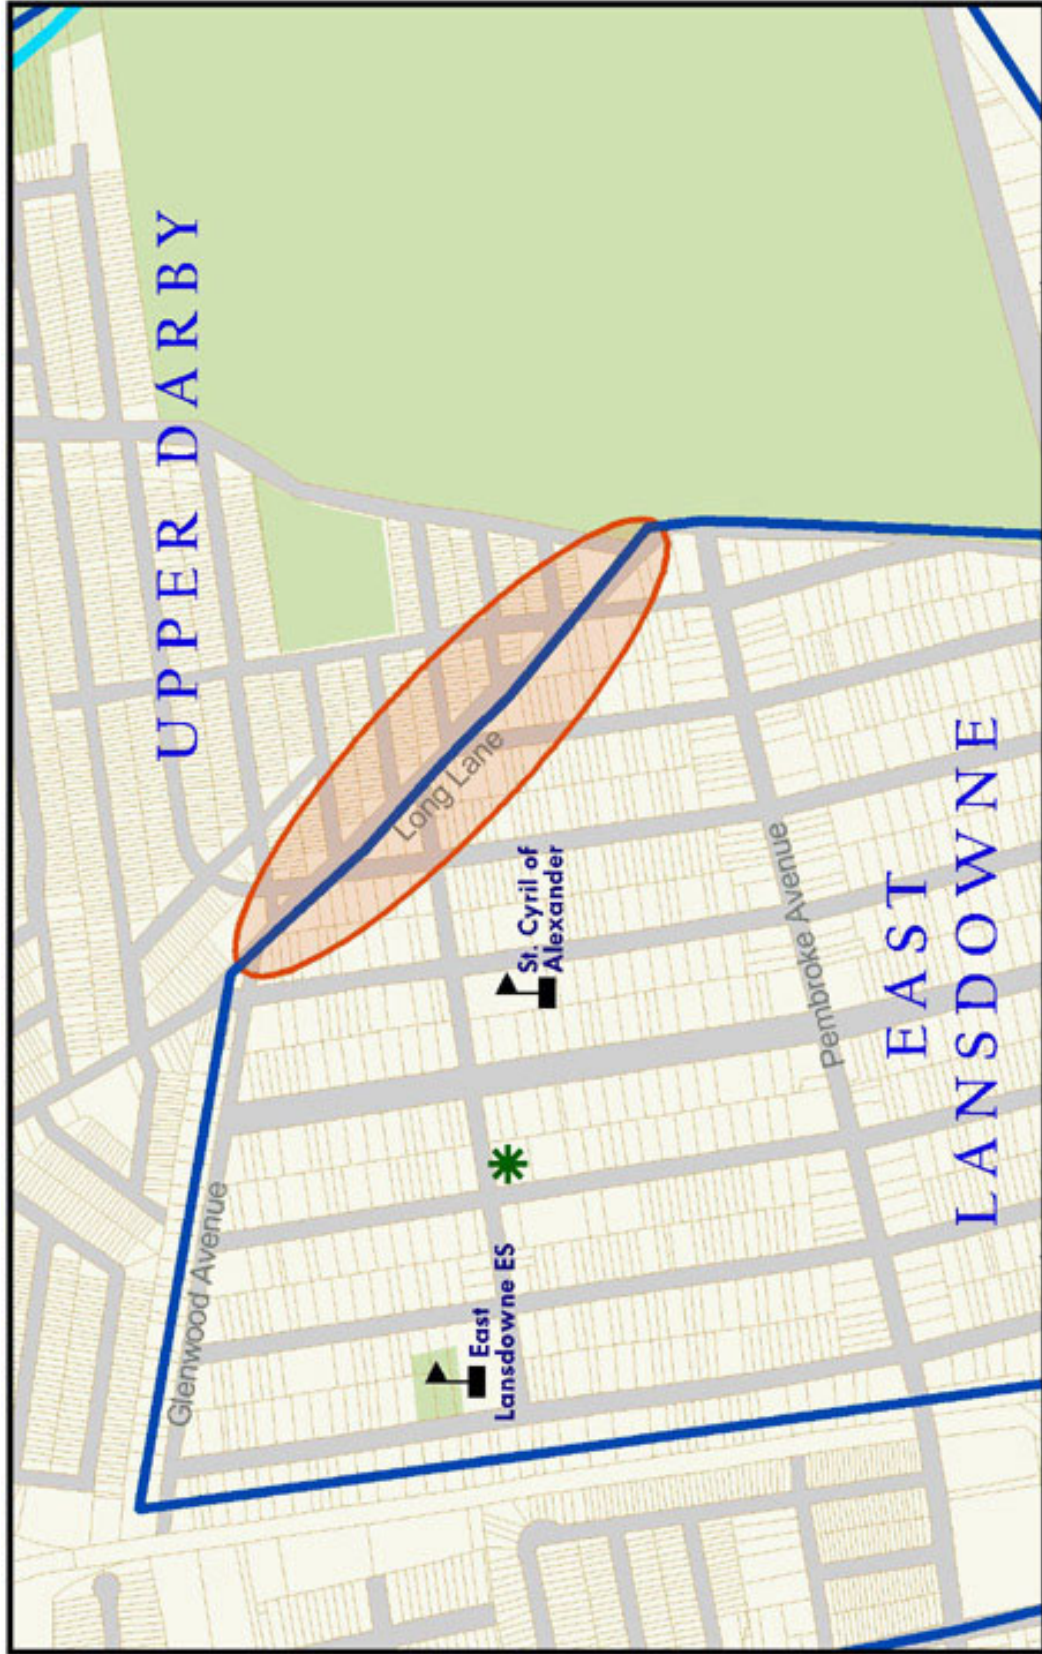 UPPER DARBY
Glenwood Avenue
Long Lane
East
Lansdowne ES
St. Cyril of
Alexander
Pembroke Avenue
EAST
LANSDOWNE